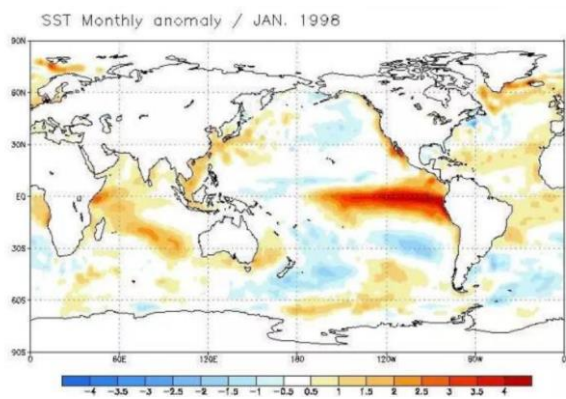 SST Monthly anomaly / JAN. 1998
90N
60N
30N
EQ
30S
60S
90S
0 60E 120E 180 120W 60W 0
-4 -3.5 -3 -2.5 -2 -1.5 -1 -0.5 0.5 1 1.5 2 2.5 3 3.5 4